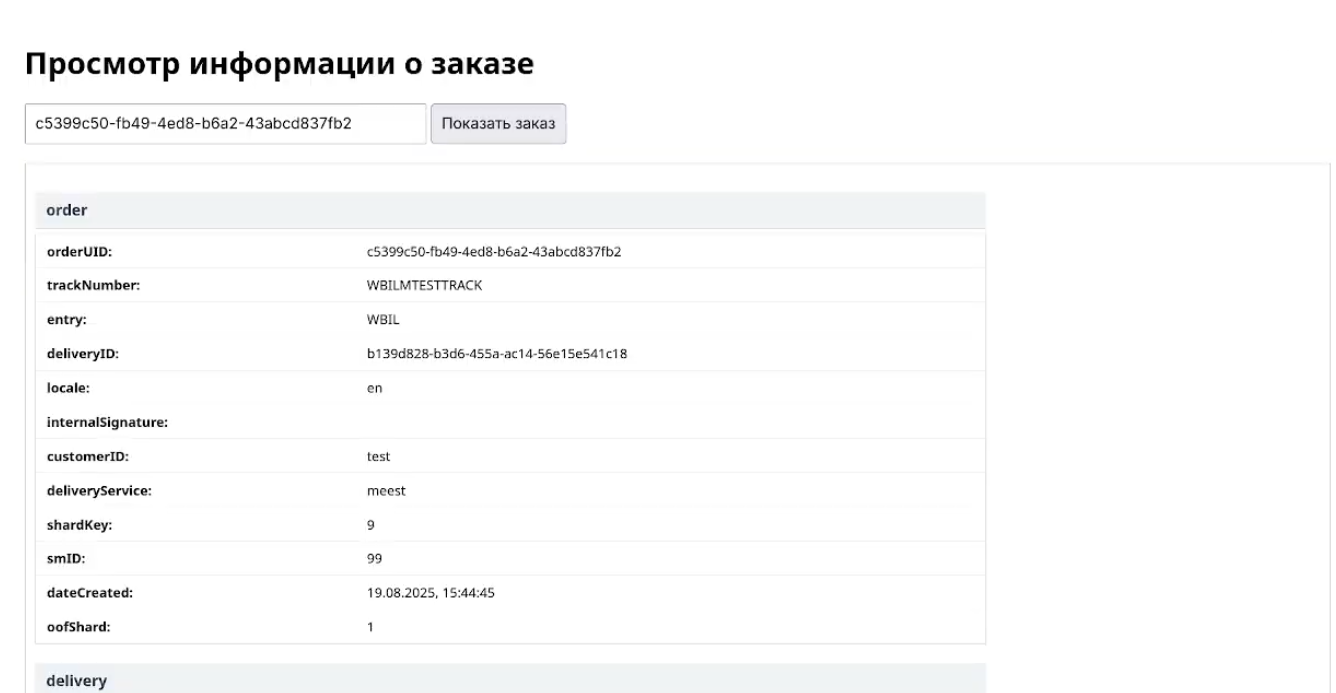 Просмотр информации о заказе
c5399c50-fb49-4ed8-b6a2-43abcd837fb2 Показать заказ
order
orderUID: c5399c50-fb49-4ed8-b6a2-43abcd837fb2
trackNumber: WBILMTESTTRACK
entry: WBIL
deliveryID: b139d828-b3d6-455a-ac14-56e15e541c18
locale: en
internalSignature:
customerID: test
deliveryService: meest
shardKey: 9
smID: 99
dateCreated: 19.08.2025, 15:44:45
oofShard: 1
delivery